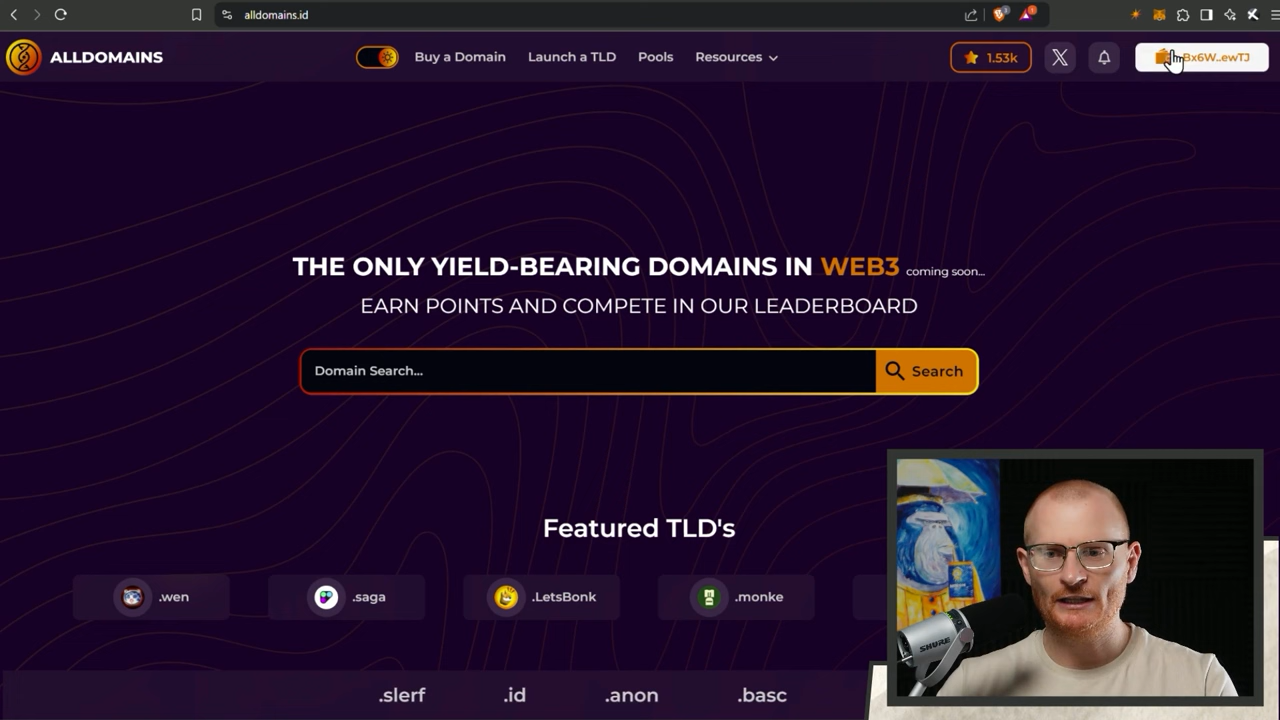 alldomains.id
ALLDOMAINS
Buy a Domain
Launch a TLD
Pools
Resources
1.53k
Bx6W..ewTJ
THE ONLY YIELD-BEARING DOMAINS IN WEB3 coming soon...
EARN POINTS AND COMPETE IN OUR LEADERBOARD
Domain Search...
Search
Featured TLD's
.wen
.saga
.LetsBonk
.monke
SHURE
.slerf
.id
.anon
.basc